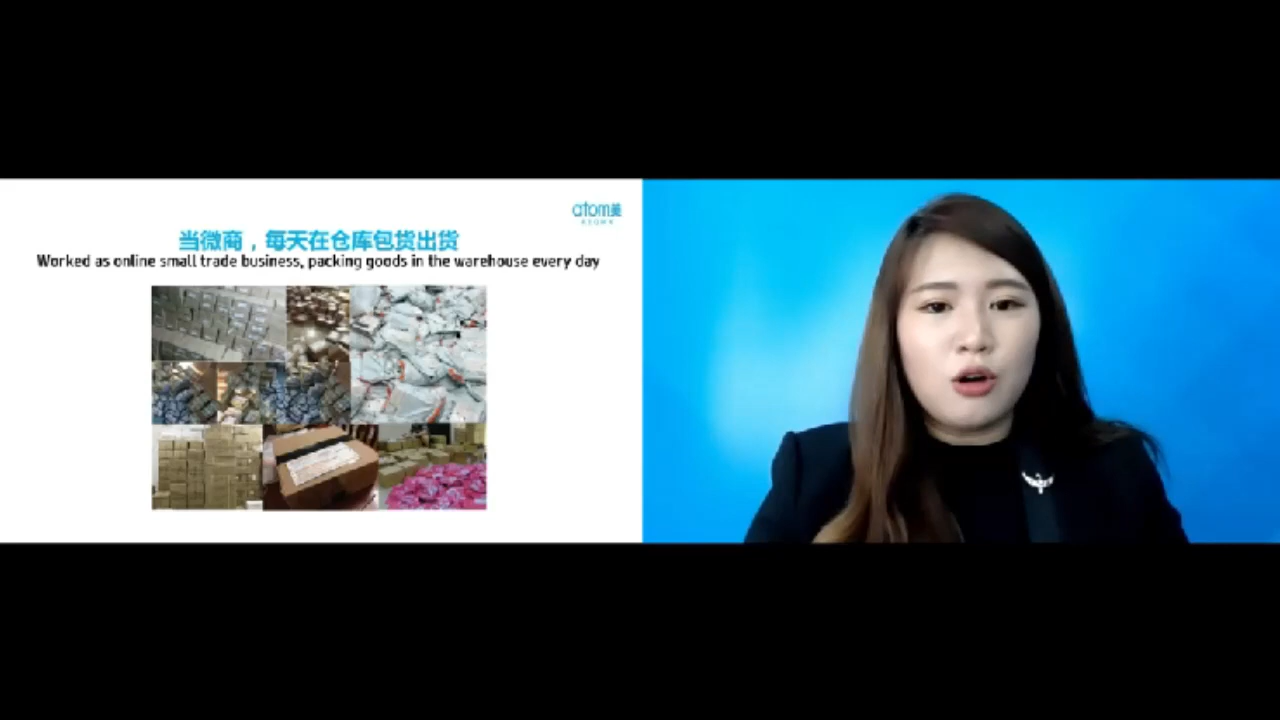 atom美
ATOMY
当微商，每天在仓库包货出货
Worked as online small trade business, packing goods in the warehouse every day